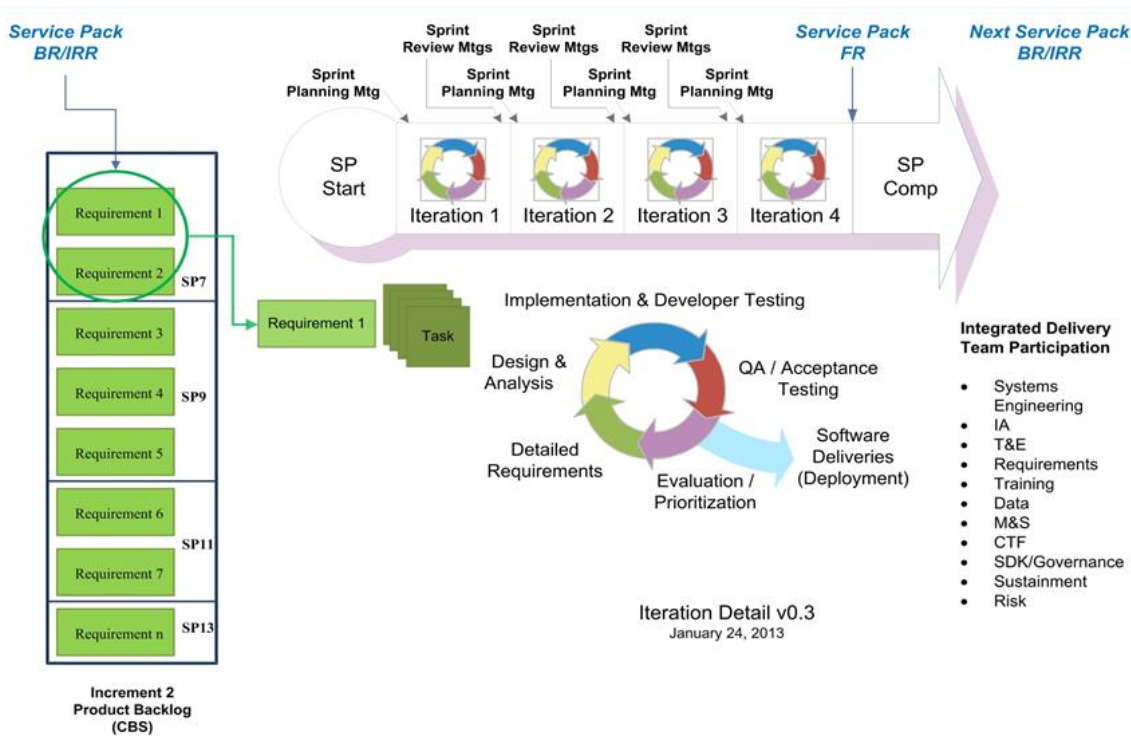 Service Pack
BR/IRR
Sprint
Review Mtgs
Sprint
Review Mtgs
Sprint
Review Mtgs
Service Pack
FR
Next Service Pack
BR/IRR
Sprint
Planning Mtg
Sprint
Planning Mtg
Sprint
Planning Mtg
Sprint
Planning Mtg
SP
Start
Iteration 1
Iteration 2
Iteration 3
Iteration 4
SP
Comp
Requirement 1
Requirement 2
SP7
Requirement 3
Requirement 4
SP9
Requirement 5
Requirement 6
SP11
Requirement 7
Requirement n
SP13
Increment 2
Product Backlog
(CBS)
Requirement 1
Task
Implementation & Developer Testing
Design &
Analysis
QA / Acceptance
Testing
Detailed
Requirements
Evaluation /
Prioritization
Software
Deliveries
(Deployment)
Iteration Detail v0.3
January 24, 2013
Integrated Delivery
Team Participation
• Systems
Engineering
• IA
• T&E
• Requirements
• Training
• Data
• M&S
• CTF
• SDK/Governance
• Sustainment
• Risk